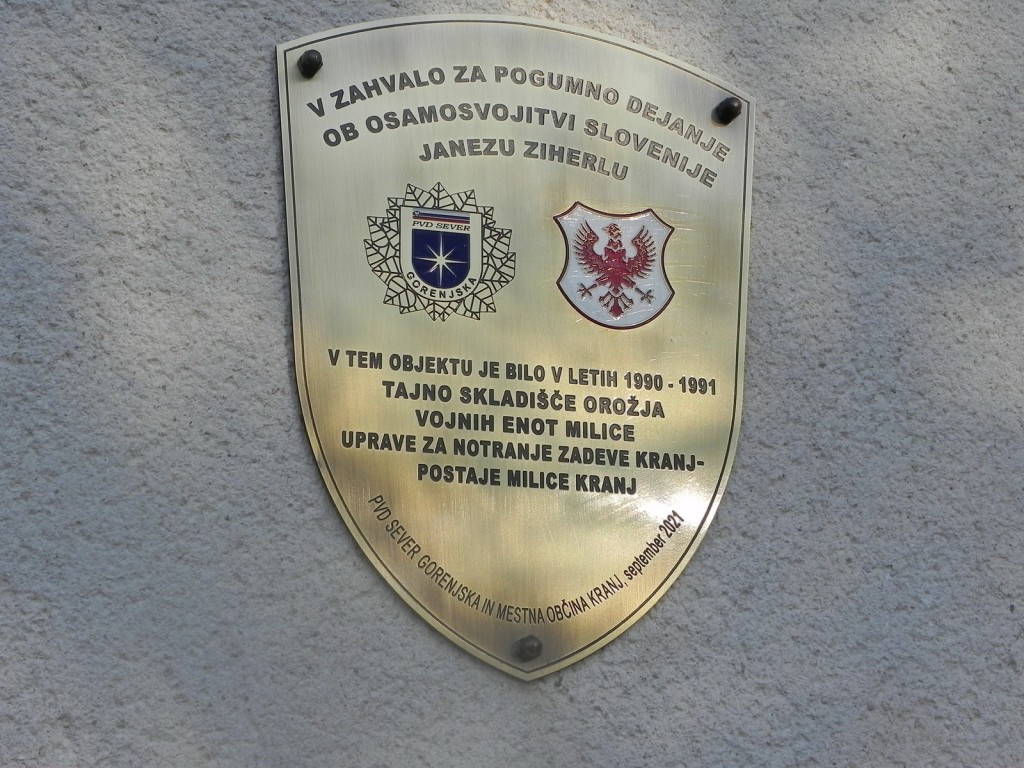 V ZAHVALO ZA POGUMNO DEJANJE
OB OSAMOSVOJITVI SLOVENIJE
JANEZU ZIHERLU
PVD SEVER
GORENJSKA
V TEM OBJEKTU JE BILO V LETIH 1990 - 1991
TAJNO SKLADIŠČE OROŽJA
VOJNIH ENOT MILICE
UPRAVE ZA NOTRANJE ZADEVE KRANJ-
POSTAJE MILICE KRANJ
PVD SEVER GORENJSKA IN MESTNA OBČINA KRANJ, september 2021